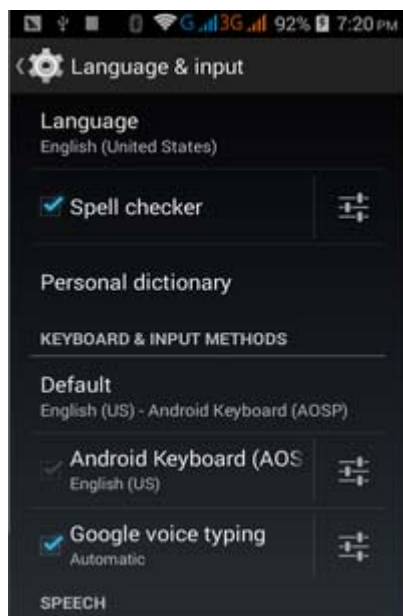 G 3G 92% 7:20 PM
Language & input
Language
English (United States)
Spell checker
Personal dictionary
KEYBOARD & INPUT METHODS
Default
English (US) - Android Keyboard (AOSP)
Android Keyboard (AOS
English (US)
Google voice typing
Automatic
SPEECH